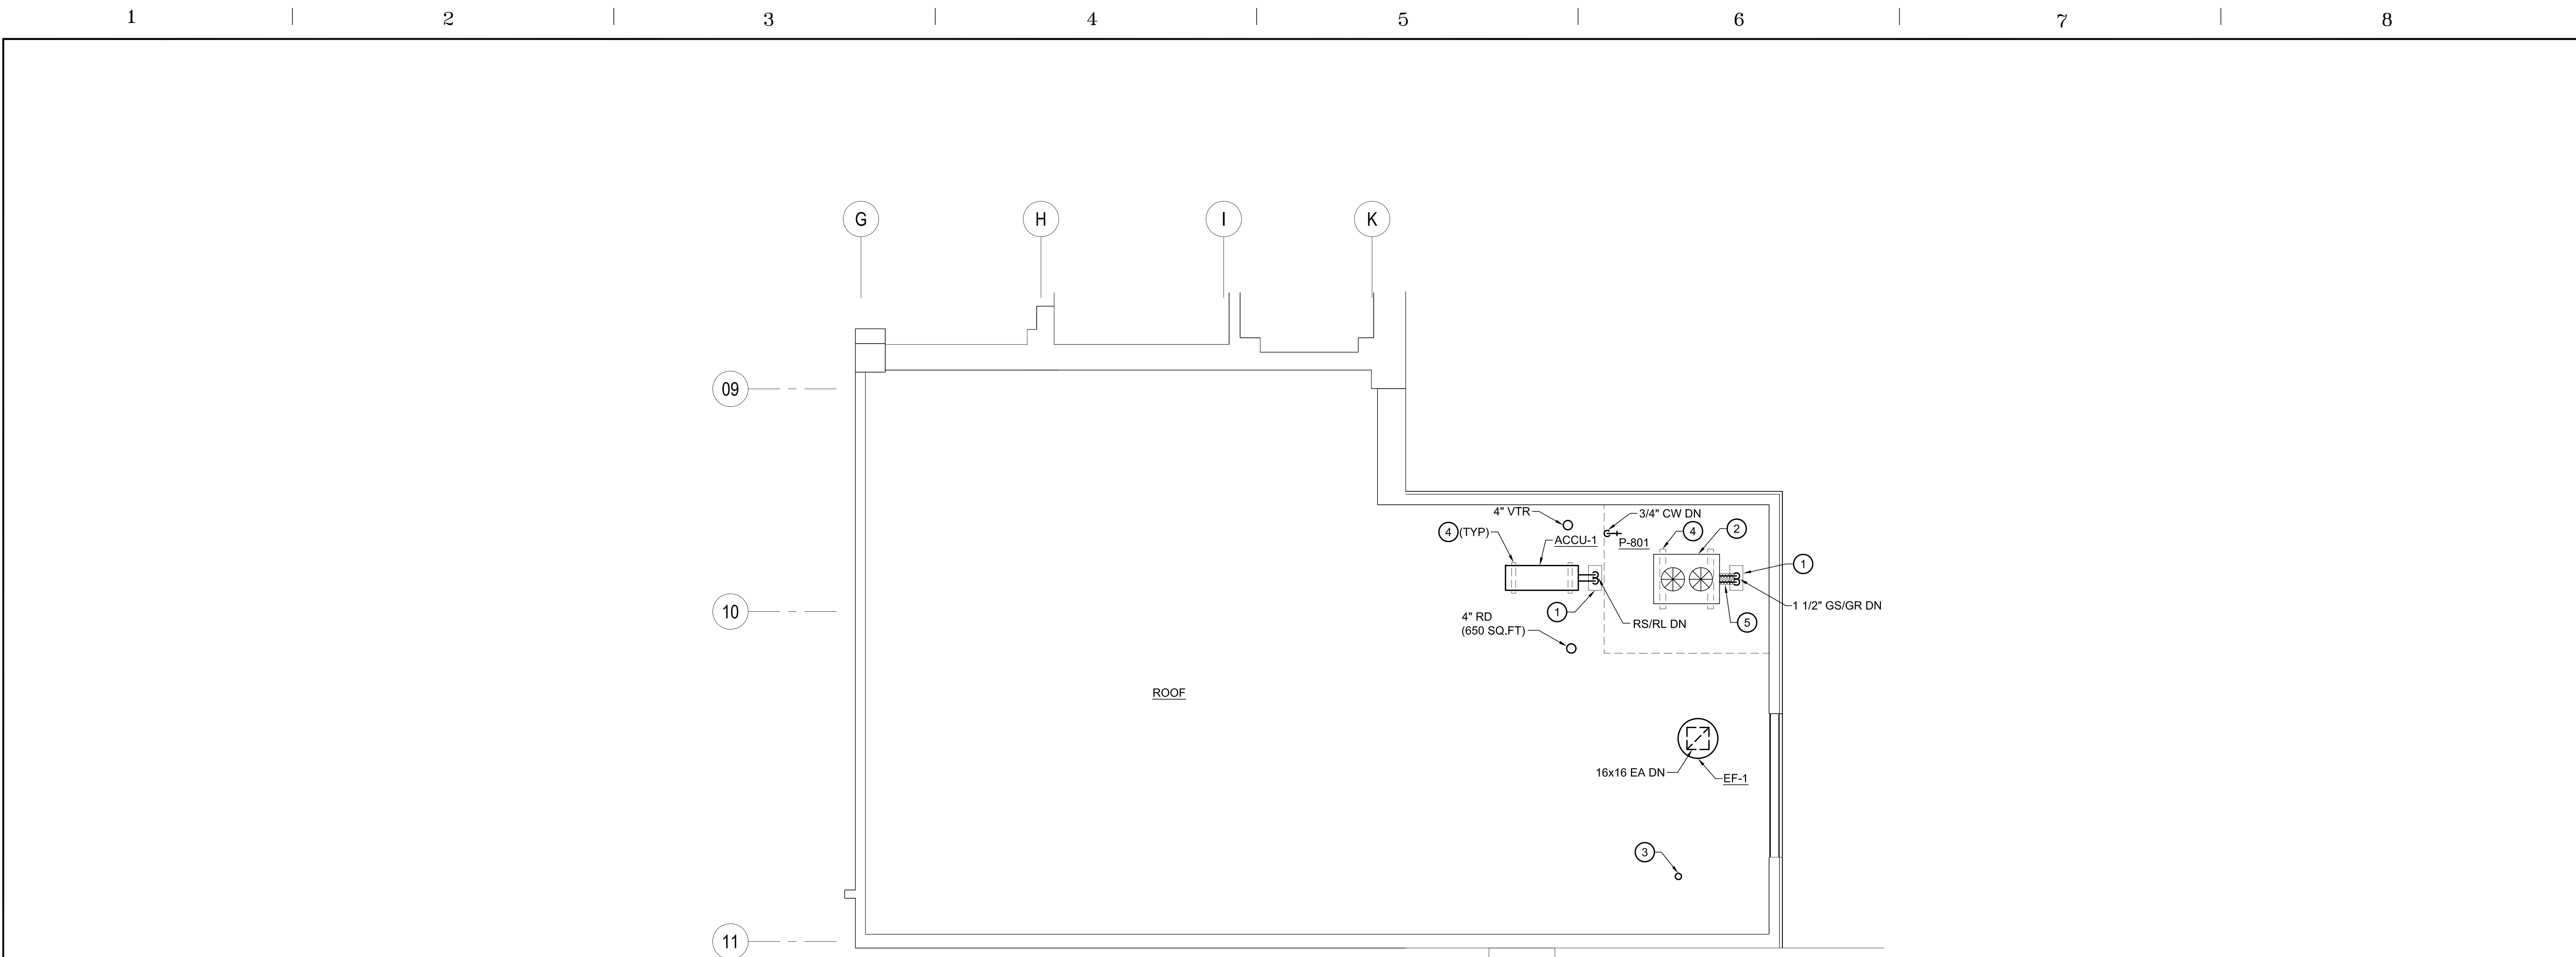 1 2 3 4 5 6 7 8
G H I K
09
4" VTR
3/4" CW DN
4 (TYP)
ACCU-1
P-801
4
2
1
10
1
4" RD
(650 SQ.FT)
RS/RL DN
5
1 1/2" GS/GR DN
ROOF
16x16 EA DN
EF-1
3
11